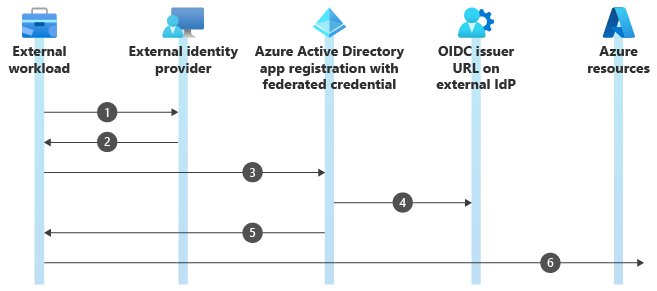 External
workload
External identity
provider
Azure Active Directory
app registration with
federated credential
OIDC issuer
URL on
external IdP
Azure
resources
1
2
3
4
5
6